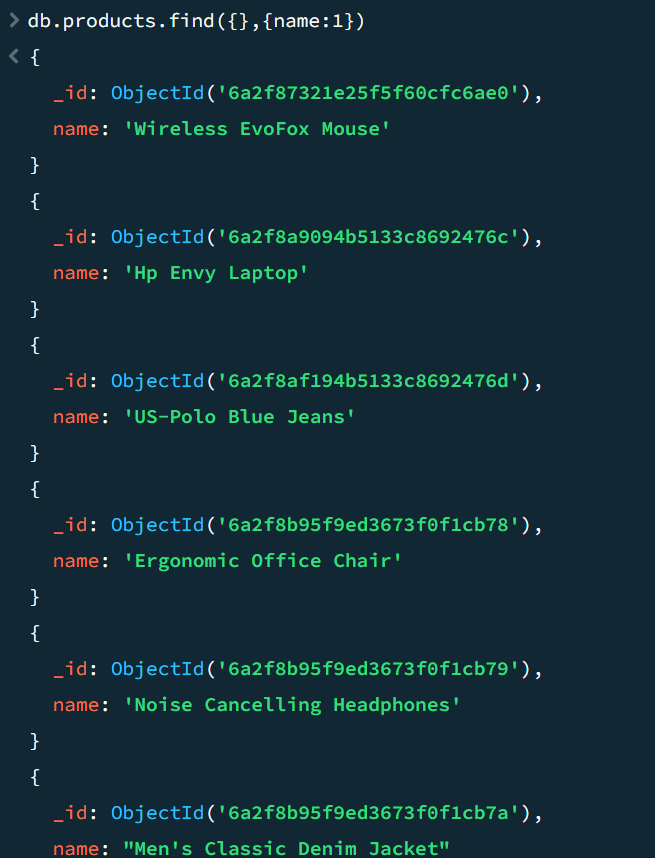 db.products.find({},{name:1})
{
_id: ObjectId('6a2f87321e25f5f60cfc6ae0'),
name: 'Wireless EvoFox Mouse'
}
{
_id: ObjectId('6a2f8a9094b5133c8692476c'),
name: 'Hp Envy Laptop'
}
{
_id: ObjectId('6a2f8af194b5133c8692476d'),
name: 'US-Polo Blue Jeans'
}
{
_id: ObjectId('6a2f8b95f9ed3673f0f1cb78'),
name: 'Ergonomic Office Chair'
}
{
_id: ObjectId('6a2f8b95f9ed3673f0f1cb79'),
name: 'Noise Cancelling Headphones'
}
{
_id: ObjectId('6a2f8b95f9ed3673f0f1cb7a'),
name: "Men's Classic Denim Jacket"